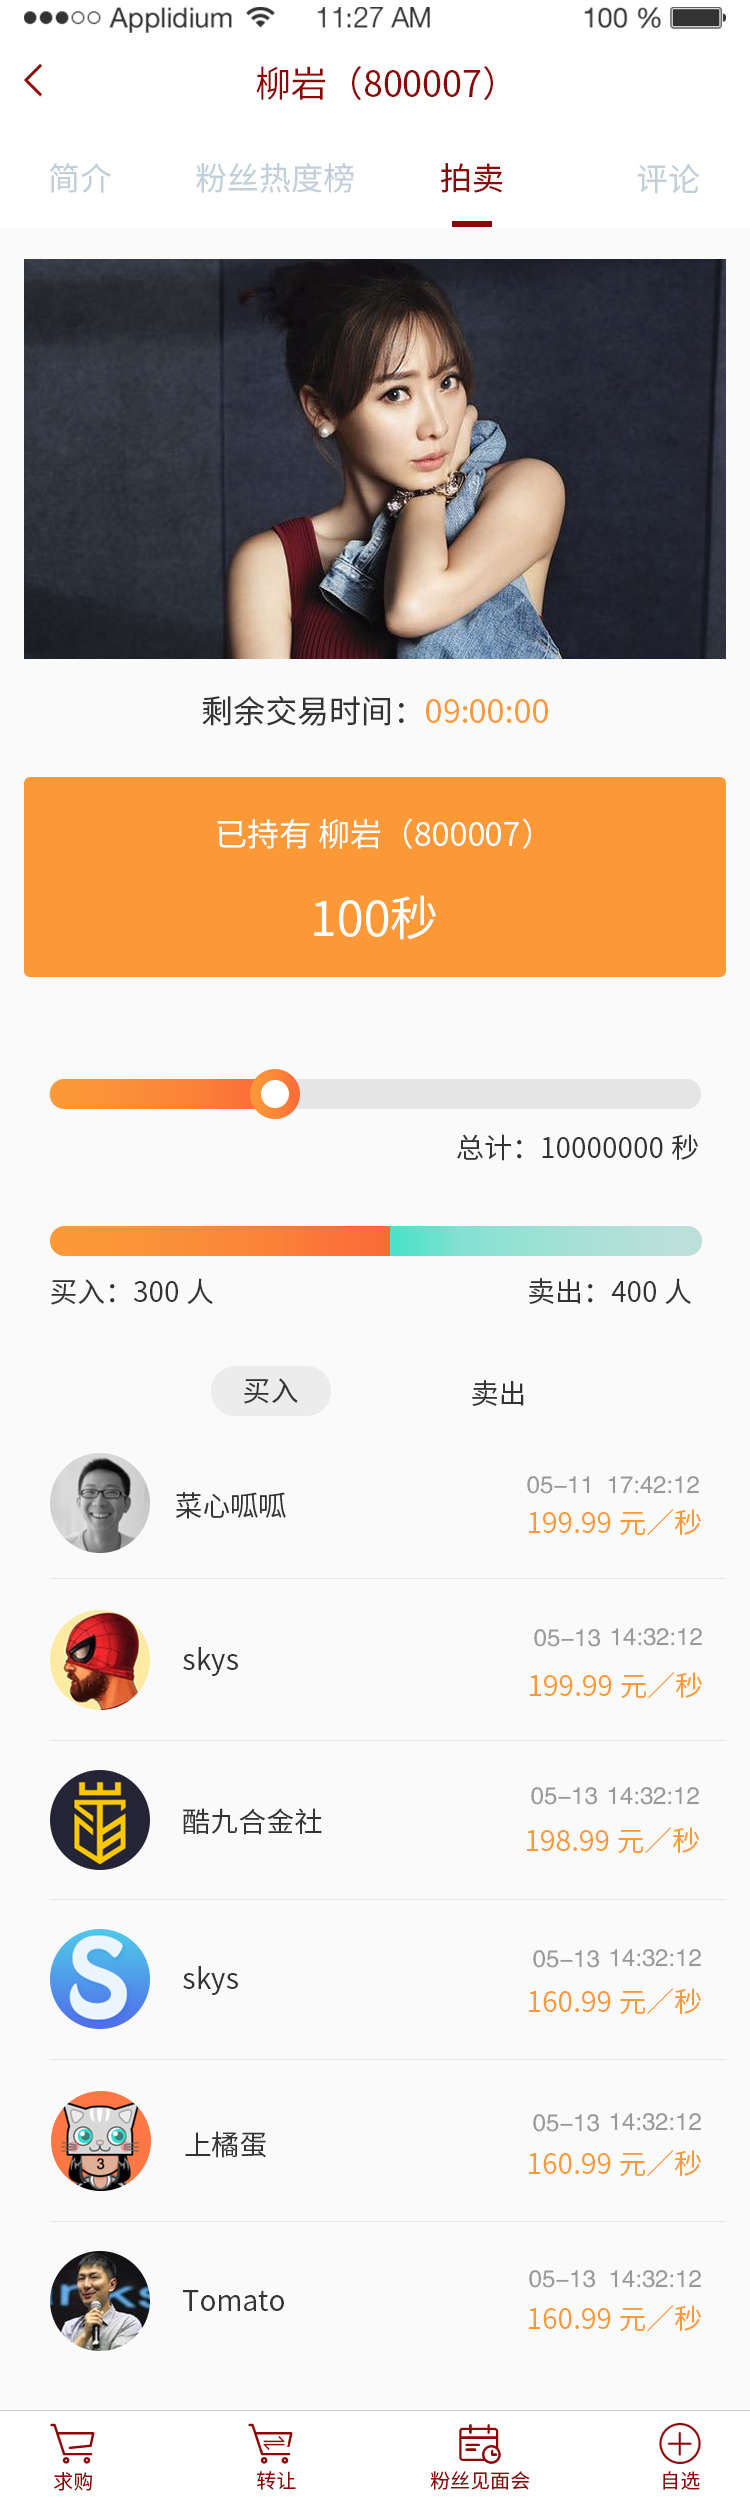 Applidium 11:27 AM 100 %
柳岩（800007）
简介 粉丝热度榜 拍卖 评论
剩余交易时间：09:00:00
已持有 柳岩（800007）
100秒
总计：10000000 秒
买入：300 人 卖出：400 人
买入 卖出
05-11 17:42:12
菜心呱呱
199.99 元／秒
05-13 14:32:12
skys
199.99 元／秒
05-13 14:32:12
酷九合金社
198.99 元／秒
05-13 14:32:12
skys
160.99 元／秒
05-13 14:32:12
上橘蛋
3
160.99 元／秒
05-13 14:32:12
Tomato
160.99 元／秒
求购 转让 粉丝见面会 自选